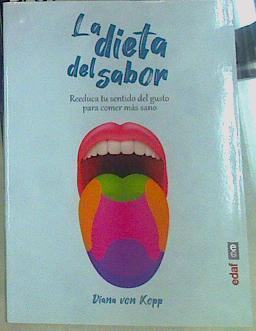 La
dieta
del sabor
Reeduca tu sentido del gusto
para comer más sano
Diana von Kopp
edaf